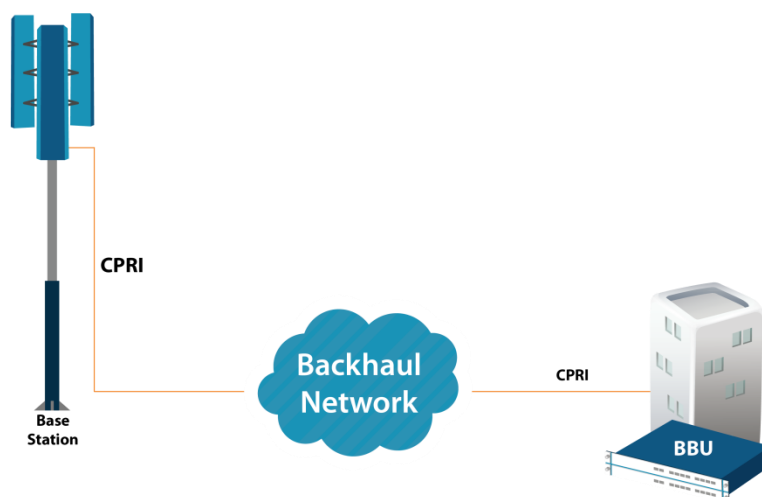 CPRI
Backhaul
Network
CPRI
Base
Station
BBU